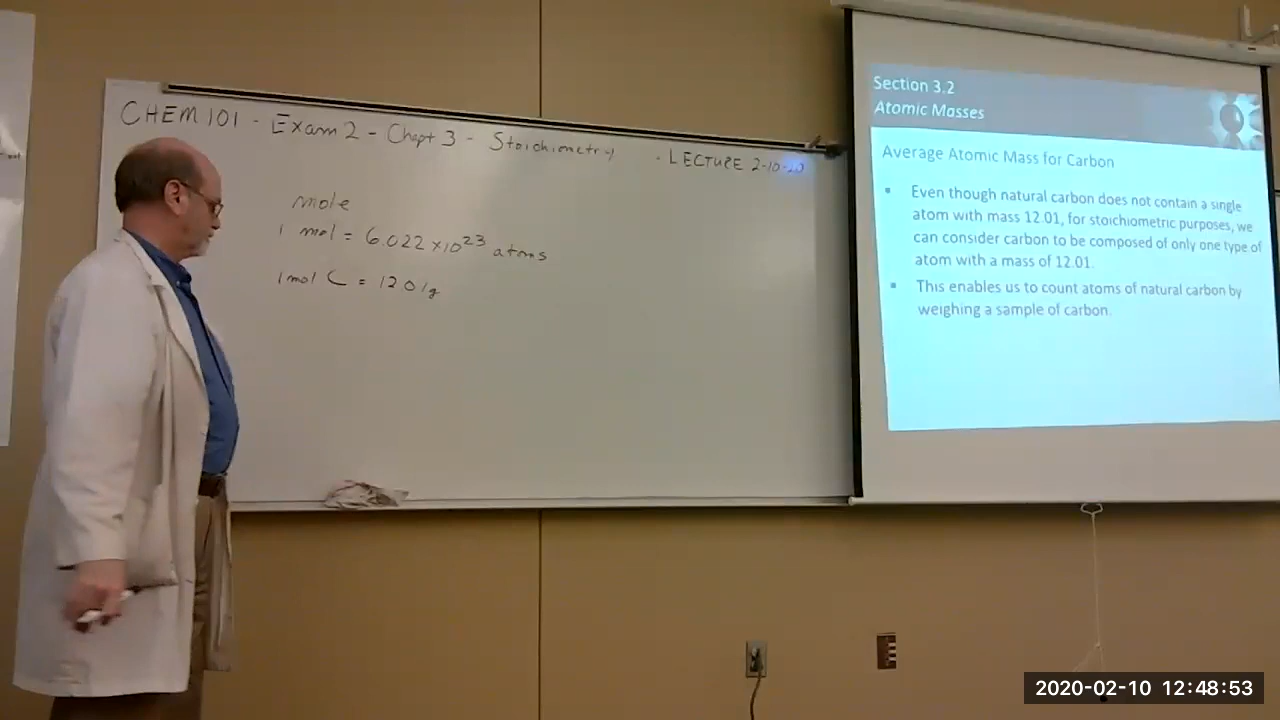 CHEM 101 - Exam 2 - Chapt 3 - Stoichiometry - LECTURE 2-10-20
mole
1 mol = 6.022 x 10^23 atoms
1 mol C = 12.01g
Section 3.2
Atomic Masses
Average Atomic Mass for Carbon
▪ Even though natural carbon does not contain a single
atom with mass 12.01, for stoichiometric purposes, we
can consider carbon to be composed of only one type of
atom with a mass of 12.01.
▪ This enables us to count atoms of natural carbon by
weighing a sample of carbon.
2020-02-10 12:48:53